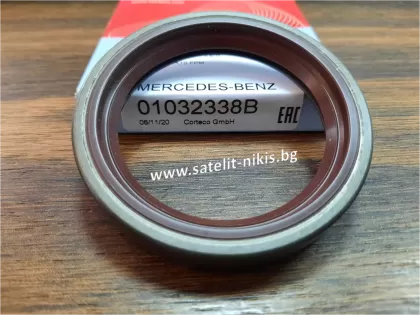 MERCEDES-BENZ
01032338B
06/11/20 Corteco GmbH
EAC
www.satelit-nikis.bg